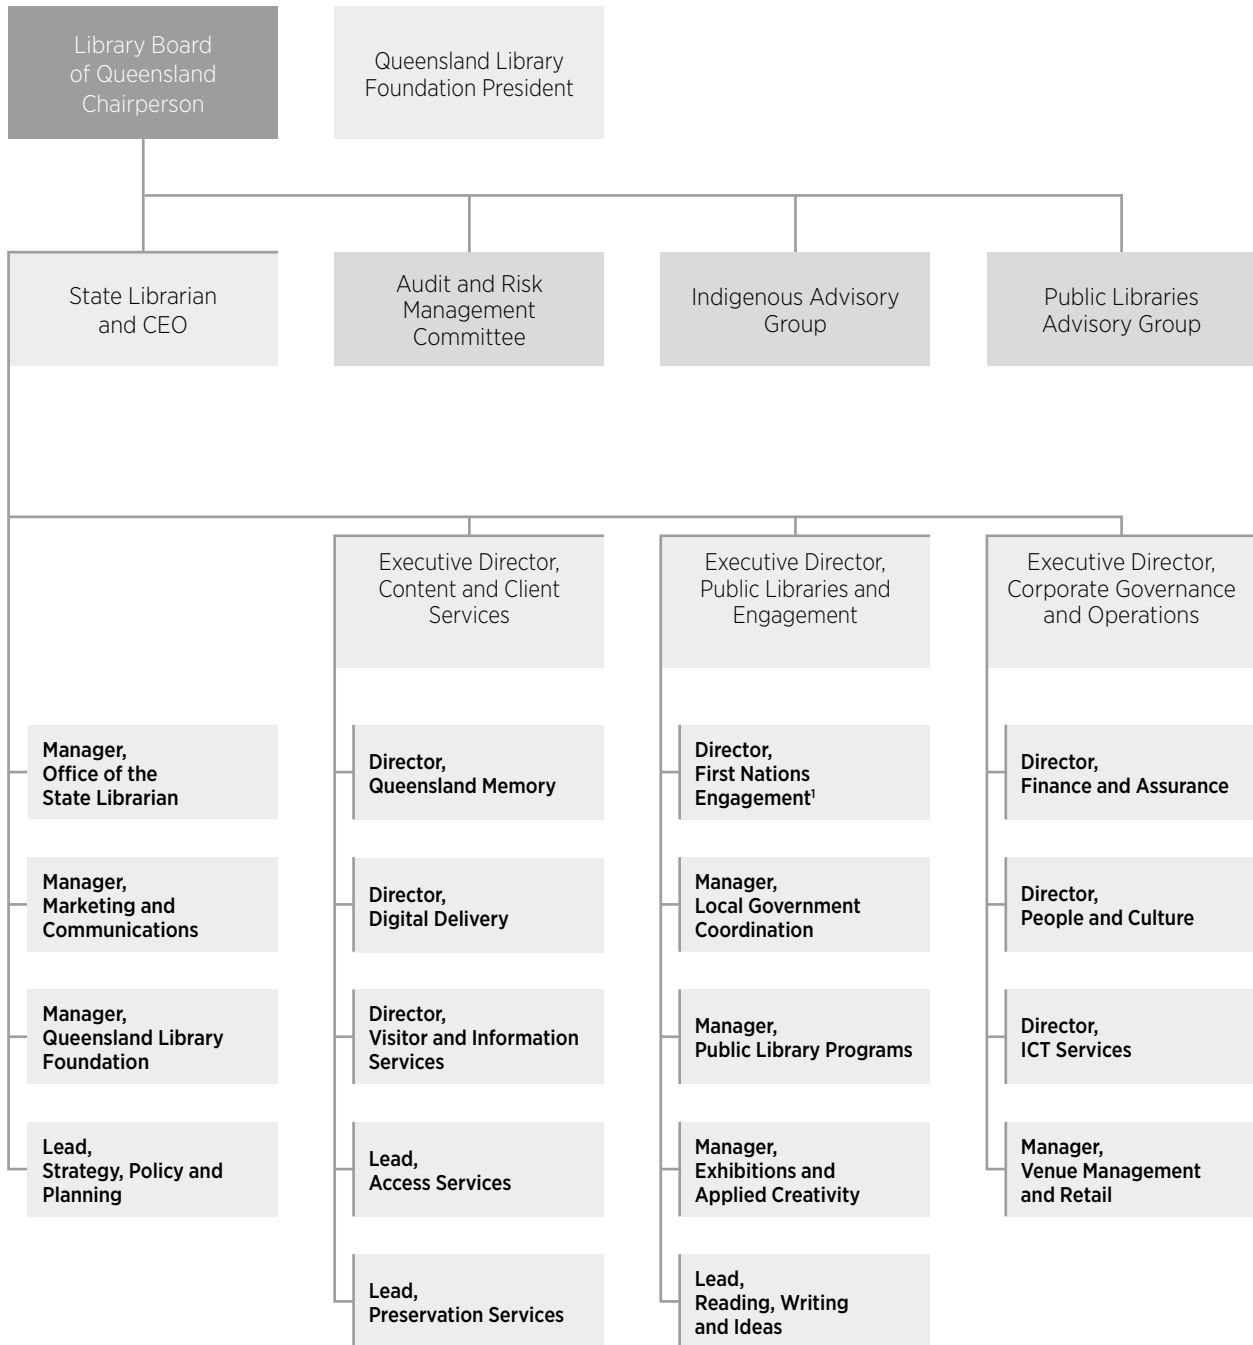 Library Board
of Queensland
Chairperson
Queensland Library
Foundation President
State Librarian
and CEO
Audit and Risk
Management
Committee
Indigenous Advisory
Group
Public Libraries
Advisory Group
Executive Director,
Content and Client
Services
Executive Director,
Public Libraries and
Engagement
Executive Director,
Corporate Governance
and Operations
Manager,
Office of the
State Librarian
Manager,
Marketing and
Communications
Manager,
Queensland Library
Foundation
Lead,
Strategy, Policy and
Planning
Director,
Queensland Memory
Director,
Digital Delivery
Director,
Visitor and Information
Services
Lead,
Access Services
Lead,
Preservation Services
Director,
First Nations
Engagement¹
Manager,
Local Government
Coordination
Manager,
Public Library Programs
Manager,
Exhibitions and
Applied Creativity
Lead,
Reading, Writing
and Ideas
Director,
Finance and Assurance
Director,
People and Culture
Director,
ICT Services
Manager,
Venue Management
and Retail